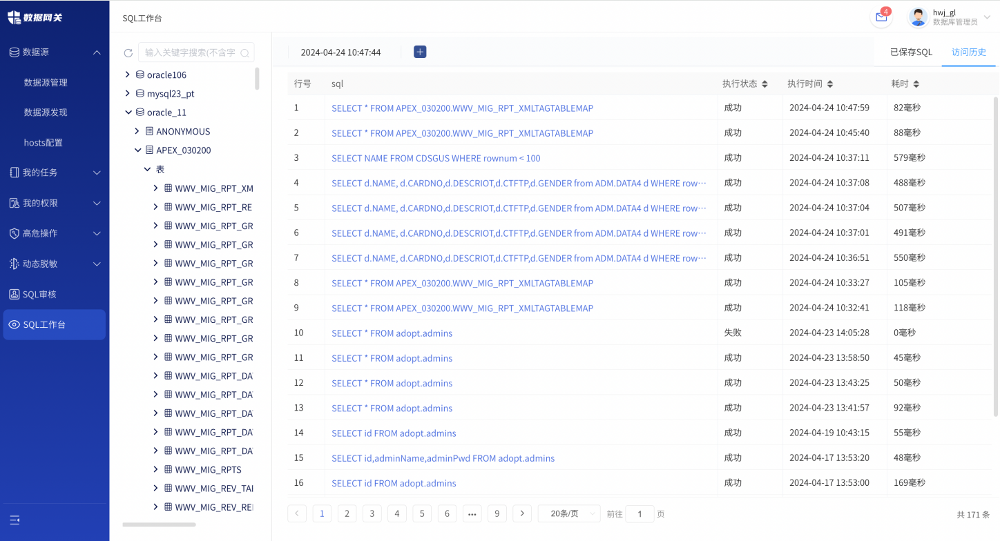 数据网关
SQL工作台
4
hwj_gl
数据库管理员
数据源
数据源管理
数据源发现
hosts配置
我的任务
我的权限
高危操作
动态脱敏
SQL审核
SQL工作台
输入关键字搜索(不含字
oracle106
mysql23_pt
oracle_11
ANONYMOUS
APEX_030200
表
WWV_MIG_RPT_XM
WWV_MIG_RPT_RE
WWV_MIG_RPT_GR
WWV_MIG_RPT_GR
WWV_MIG_RPT_GR
WWV_MIG_RPT_GR
WWV_MIG_RPT_GR
WWV_MIG_RPT_GR
WWV_MIG_RPT_GR
WWV_MIG_RPT_GR
WWV_MIG_RPT_DA
WWV_MIG_RPT_DA
WWV_MIG_RPT_DA
WWV_MIG_RPT_DA
WWV_MIG_RPT_DA
WWV_MIG_RPTS
WWV_MIG_REV_TAI
WWV_MIG_REV_REI
2024-04-24 10:47:44
已保存SQL 访问历史
行号 sql 执行状态 执行时间 耗时
1 SELECT * FROM APEX_030200.WWV_MIG_RPT_XMLTAGTABLEMAP 成功 2024-04-24 10:47:59 82毫秒
2 SELECT * FROM APEX_030200.WWV_MIG_RPT_XMLTAGTABLEMAP 成功 2024-04-24 10:45:40 88毫秒
3 SELECT NAME FROM CDSGUS WHERE rownum < 100 成功 2024-04-24 10:37:11 579毫秒
4 SELECT d.NAME, d.CARDNO,d.DESCRIOT,d.CTFTP,d.GENDER from ADM.DATA4 d WHERE row… 成功 2024-04-24 10:37:08 488毫秒
5 SELECT d.NAME, d.CARDNO,d.DESCRIOT,d.CTFTP,d.GENDER from ADM.DATA4 d WHERE row… 成功 2024-04-24 10:37:04 507毫秒
6 SELECT d.NAME, d.CARDNO,d.DESCRIOT,d.CTFTP,d.GENDER from ADM.DATA4 d WHERE row… 成功 2024-04-24 10:37:01 491毫秒
7 SELECT d.NAME, d.CARDNO,d.DESCRIOT,d.CTFTP,d.GENDER from ADM.DATA4 d WHERE row… 成功 2024-04-24 10:36:51 550毫秒
8 SELECT * FROM APEX_030200.WWV_MIG_RPT_XMLTAGTABLEMAP 成功 2024-04-24 10:33:27 105毫秒
9 SELECT * FROM APEX_030200.WWV_MIG_RPT_XMLTAGTABLEMAP 成功 2024-04-24 10:32:41 118毫秒
10 SELECT * FROM adopt.admins 失败 2024-04-23 14:05:28 0毫秒
11 SELECT * FROM adopt.admins 成功 2024-04-23 13:58:50 45毫秒
12 SELECT * FROM adopt.admins 成功 2024-04-23 13:43:25 50毫秒
13 SELECT * FROM adopt.admins 成功 2024-04-23 13:41:57 92毫秒
14 SELECT id FROM adopt.admins 成功 2024-04-19 10:43:15 55毫秒
15 SELECT id,adminName,adminPwd FROM adopt.admins 成功 2024-04-17 13:53:20 48毫秒
16 SELECT id FROM adopt.admins 成功 2024-04-17 13:53:00 169毫秒
1 2 3 4 5 6 ••• 9 20条/页 前往 1 页 共 171 条